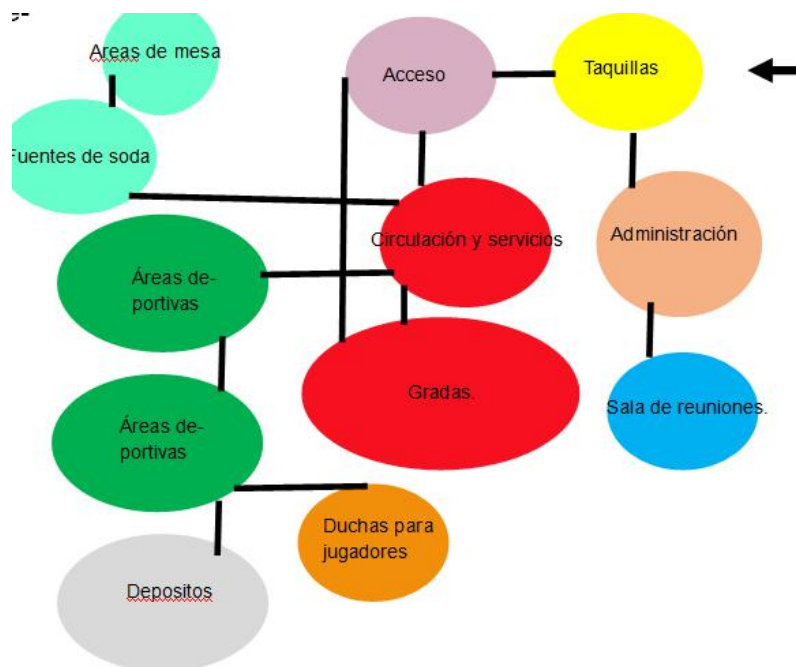 e-
Areas de mesa
Acceso
Taquillas
Fuentes de soda
Circulación y servicios
Administración
Áreas de-
portivas
Gradas.
Sala de reuniones.
Áreas de-
portivas
Duchas para
jugadores
Depositos